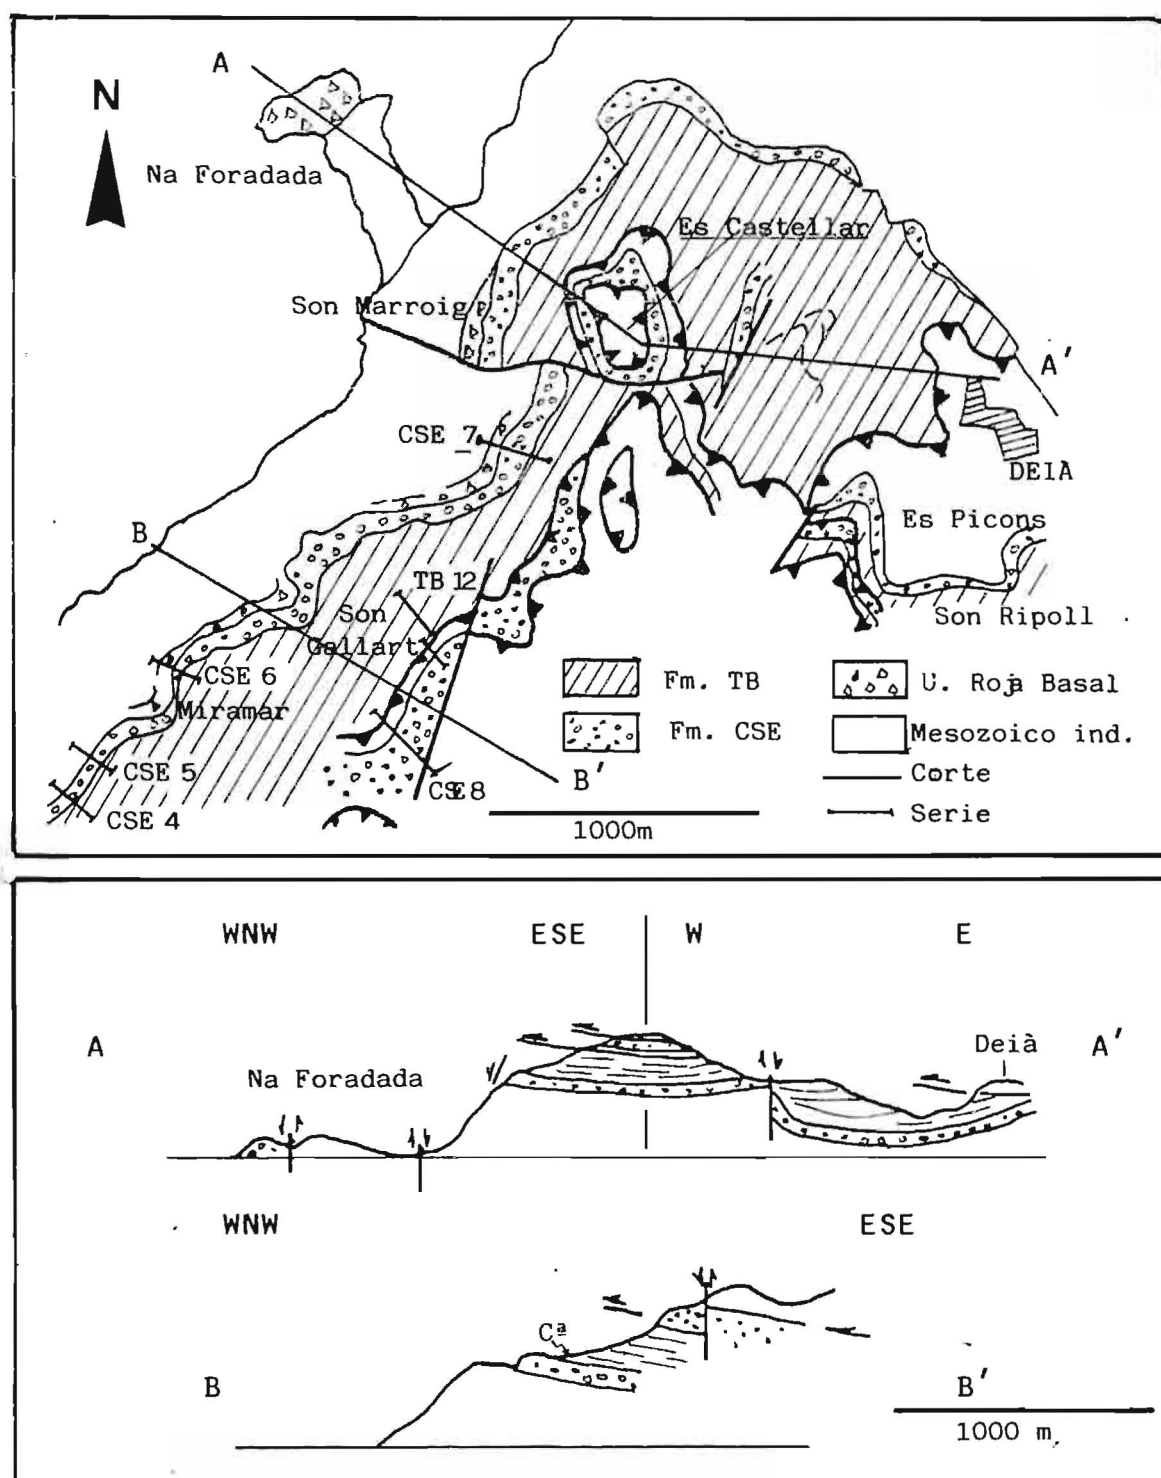 A
N
Na Foradada
Es Castellar
Son Marroig
A'
CSE 7
DEIÀ
B
Es Picons
TB 12
Son
Gallart
Son Ripoll
CSE 6
Miramar
Fm. TB
U. Roja Basal
Fm. CSE
Mesozoico ind.
CSE 5
B'
Corte
CSE 8
CSE 4
Serie
1000m
WNW
ESE
W
E
A
Deià
A'
Na Foradada
WNW
ESE
Cª
B
B'
1000 m.